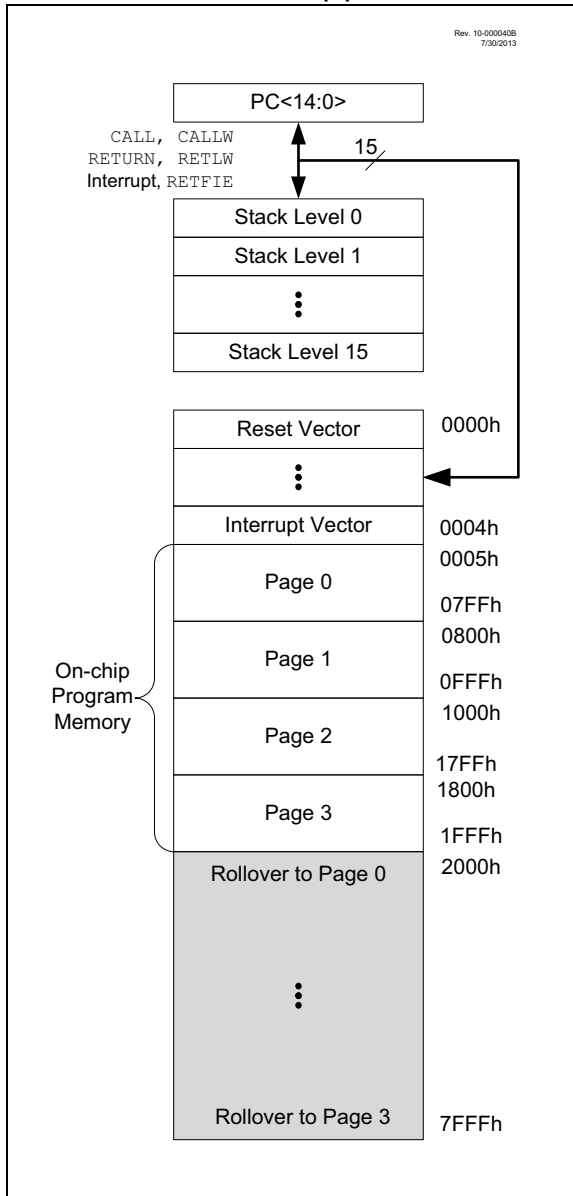 (1)
Rev. 10-000040B
7/30/2013
PC<14:0>
CALL, CALLW
RETURN, RETLW
Interrupt, RETFIE
15
Stack Level 0
Stack Level 1
Stack Level 15
Reset Vector
0000h
Interrupt Vector
0004h
0005h
Page 0
07FFh
0800h
Page 1
0FFFh
1000h
On-chip
Program
Memory
Page 2
17FFh
1800h
Page 3
1FFFh
Rollover to Page 0
2000h
Rollover to Page 3
7FFFh